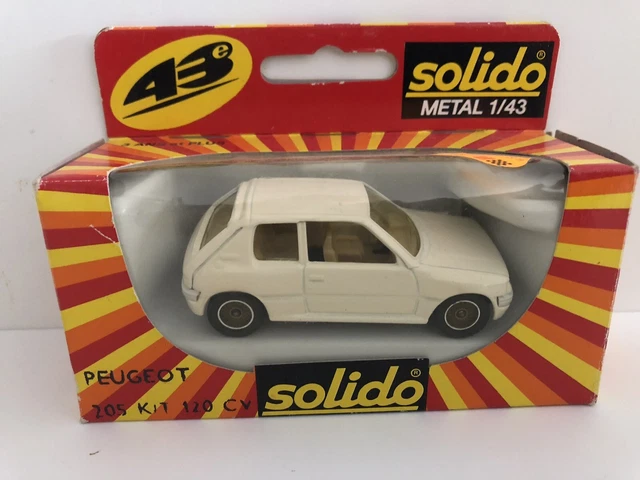 43e
solido®
METAL 1/43
PEUGEOT
205 KIT 120 CV
solido®